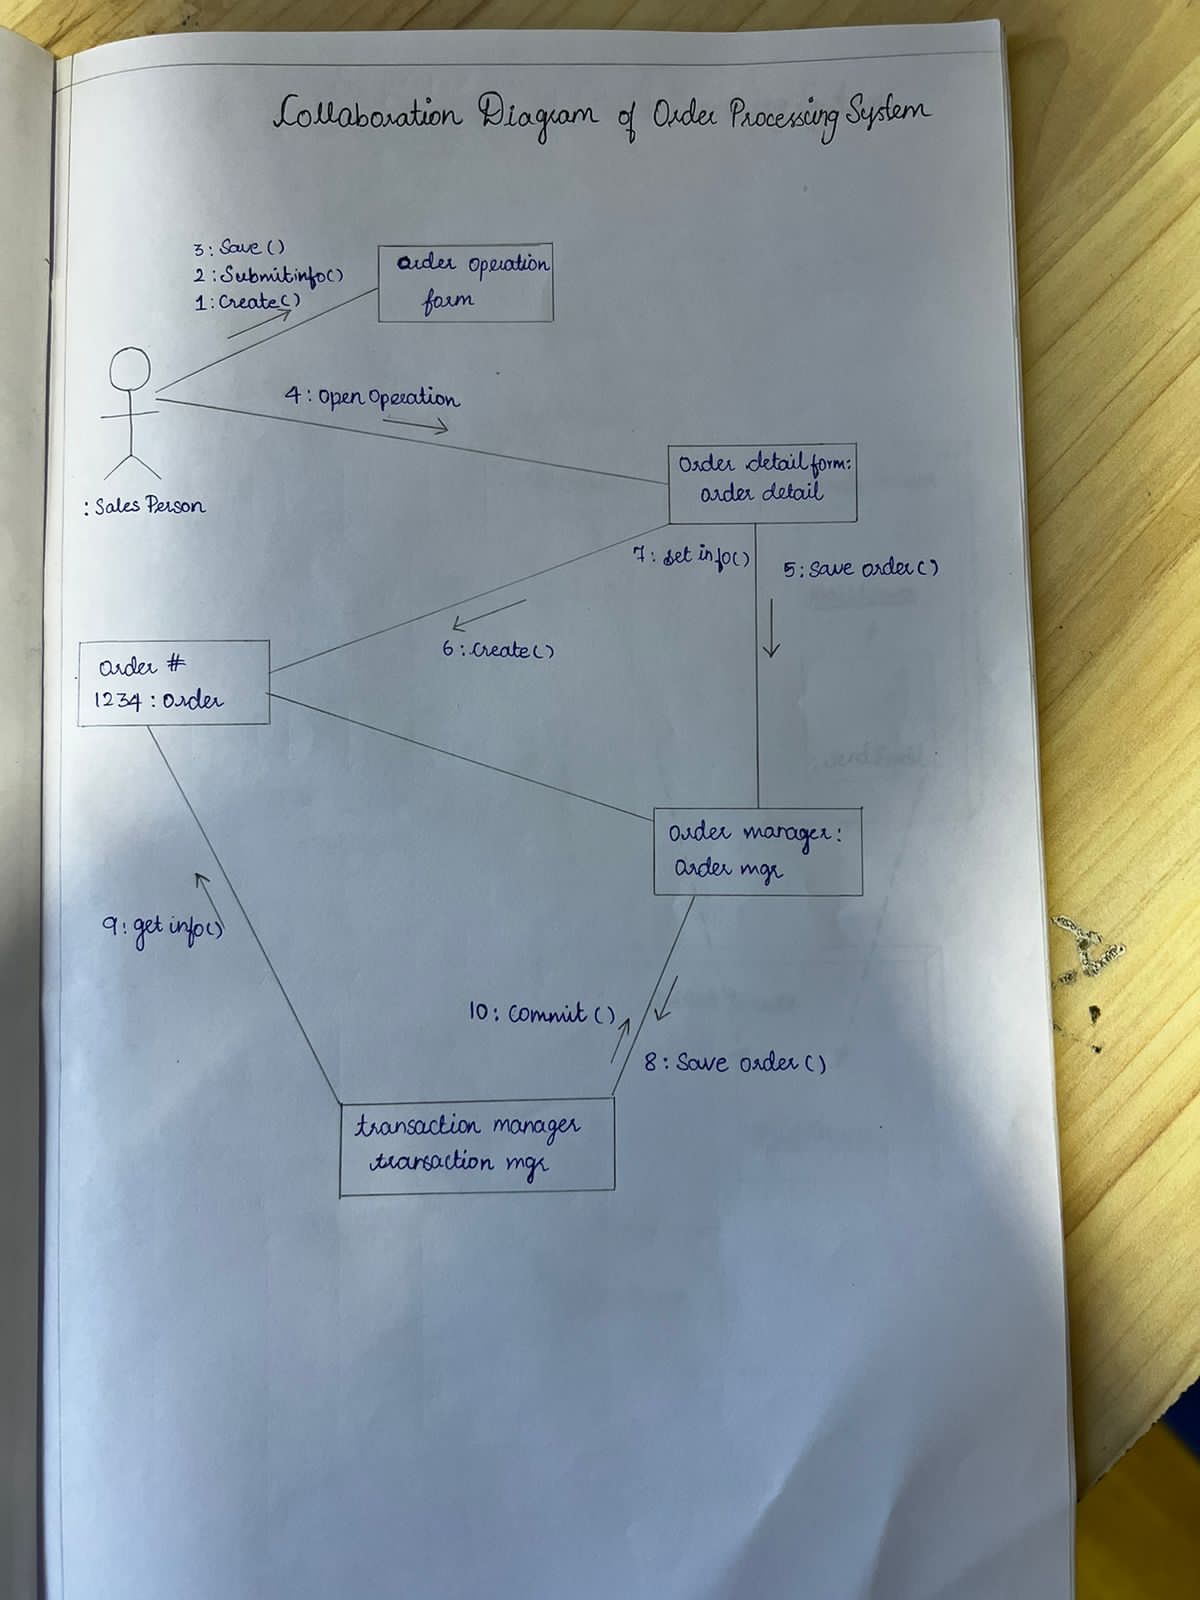 Collaboration Diagram of Order Processing System
3: Save ( )
2 : Submitinfo( )
1 : Create( )
order operation
form
4 : Open Operation
: Sales Person
Order detail form:
order detail
7 : set info( )
5 : Save order ( )
6 : Create( )
Order #
1234 : Order
Order manager :
Order mgr
9 : get info( )
10 : Commit ( )
8 : Save order ( )
transaction manager
transaction mgr